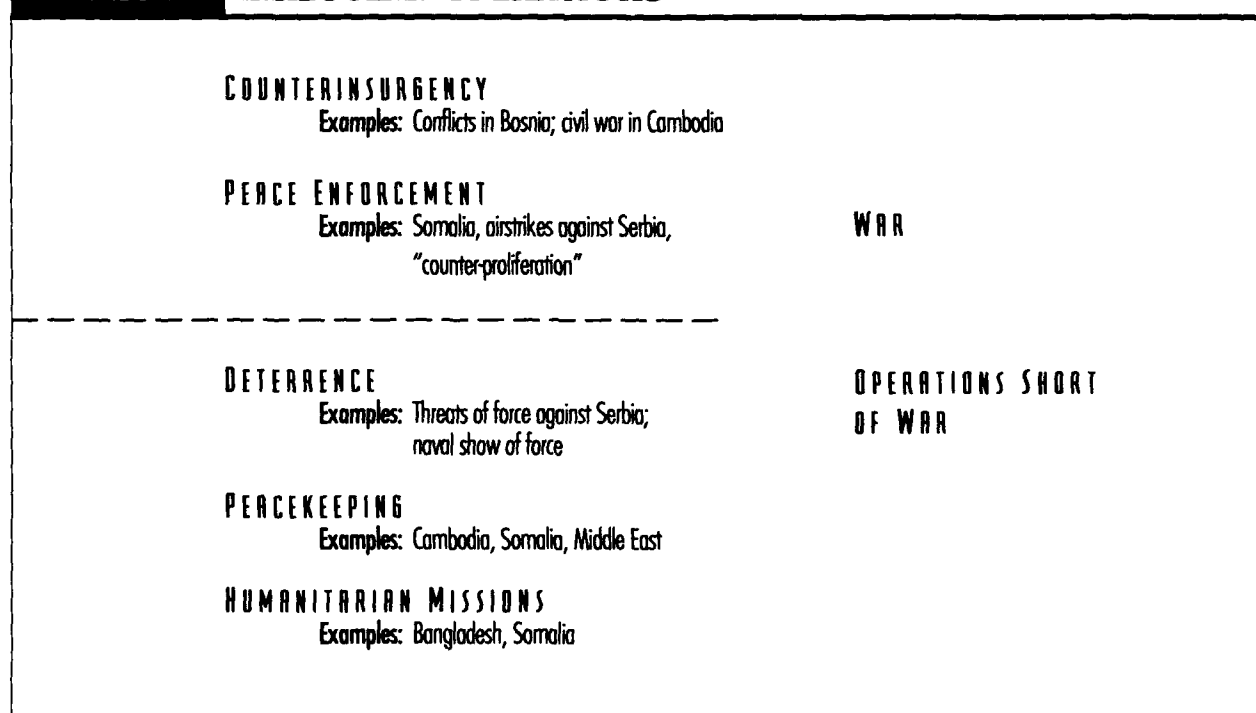 COUNTERINSURGENCY
Examples: Conflicts in Bosnia; civil war in Cambodia
PEACE ENFORCEMENT
Examples: Somalia, airstrikes against Serbia,
"counter-proliferation"
WAR
DETERRENCE
Examples: Threats of force against Serbia;
naval show of force
OPERATIONS SHORT
OF WAR
PEACEKEEPING
Examples: Cambodia, Somalia, Middle East
HUMANITARIAN MISSIONS
Examples: Bangladesh, Somalia